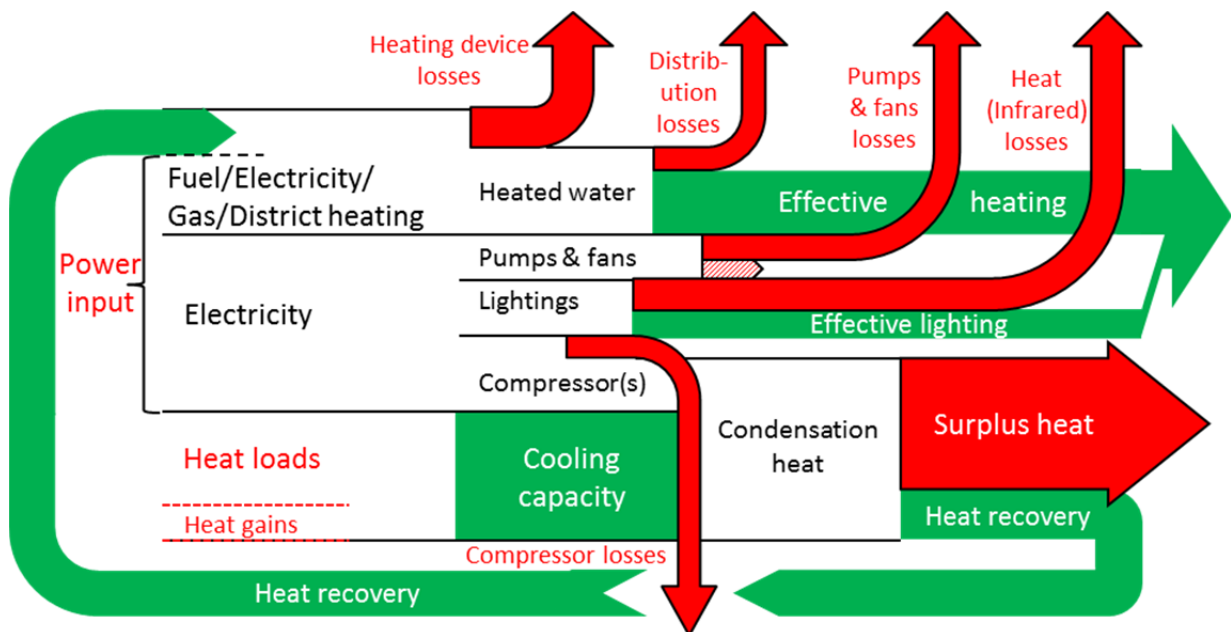 Heating device
losses
Distrib-
ution
losses
Pumps
& fans
losses
Heat
(Infrared)
losses
Power
input
Fuel/Electricity/
Gas/District heating
Heated water
Effective heating
Pumps & fans
Electricity
Lightings
Effective lighting
Compressor(s)
Heat loads
Cooling
capacity
Condensation
heat
Surplus heat
Heat gains
Heat recovery
Compressor losses
Heat recovery